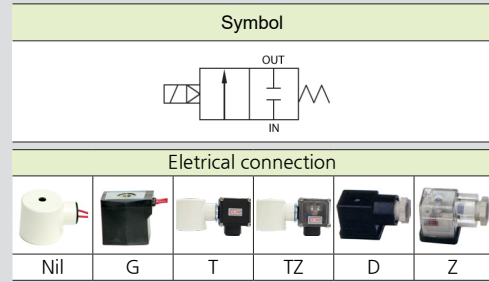 Symbol
OUT
IN
Eletrical connection
Nil G T TZ D Z